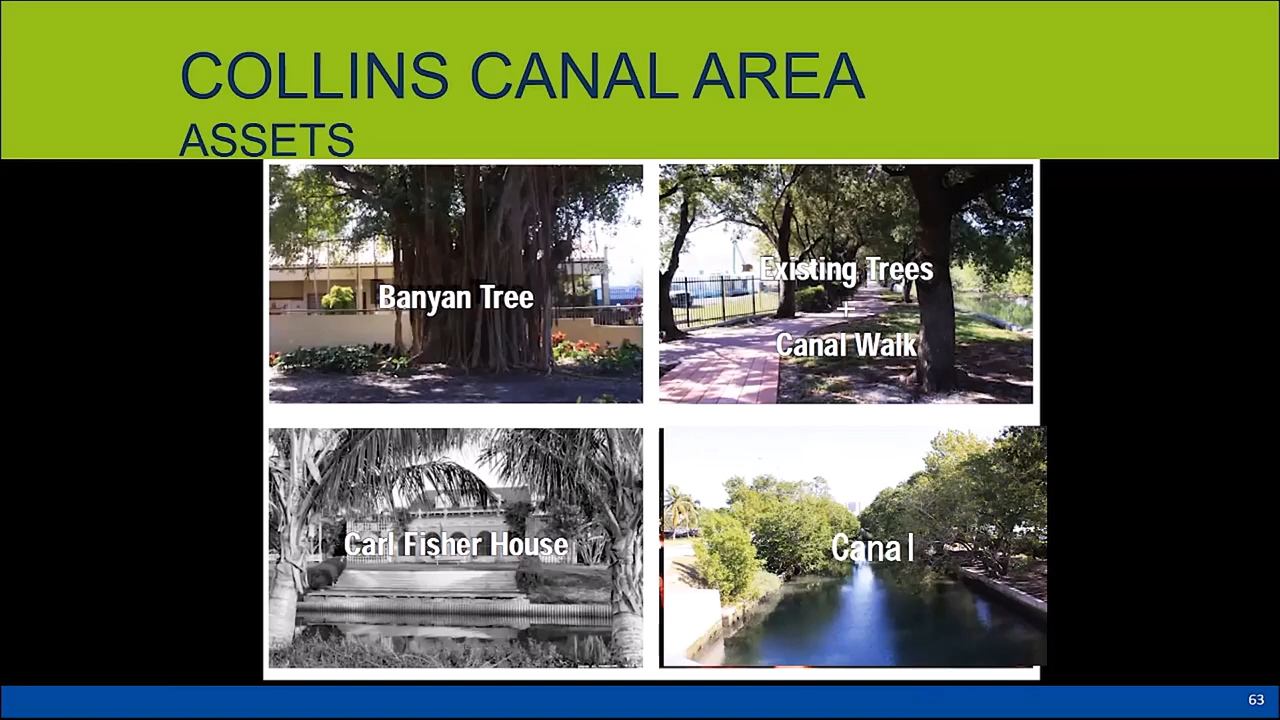 COLLINS CANAL AREA
ASSETS
Banyan Tree
Existing Trees
+
Canal Walk
Carl Fisher House
Canal
63